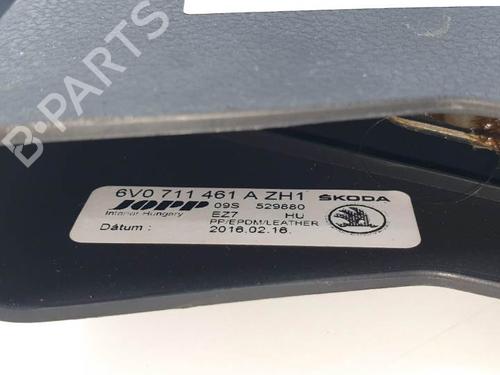 B-PARTS
6V0 711 461 A ZH1
JOPP
Interior Hungary
09S 529880
EZ7 HU
PP/EPDM/LEATHER
Dátum : 2016.02.16.
ŠKODA